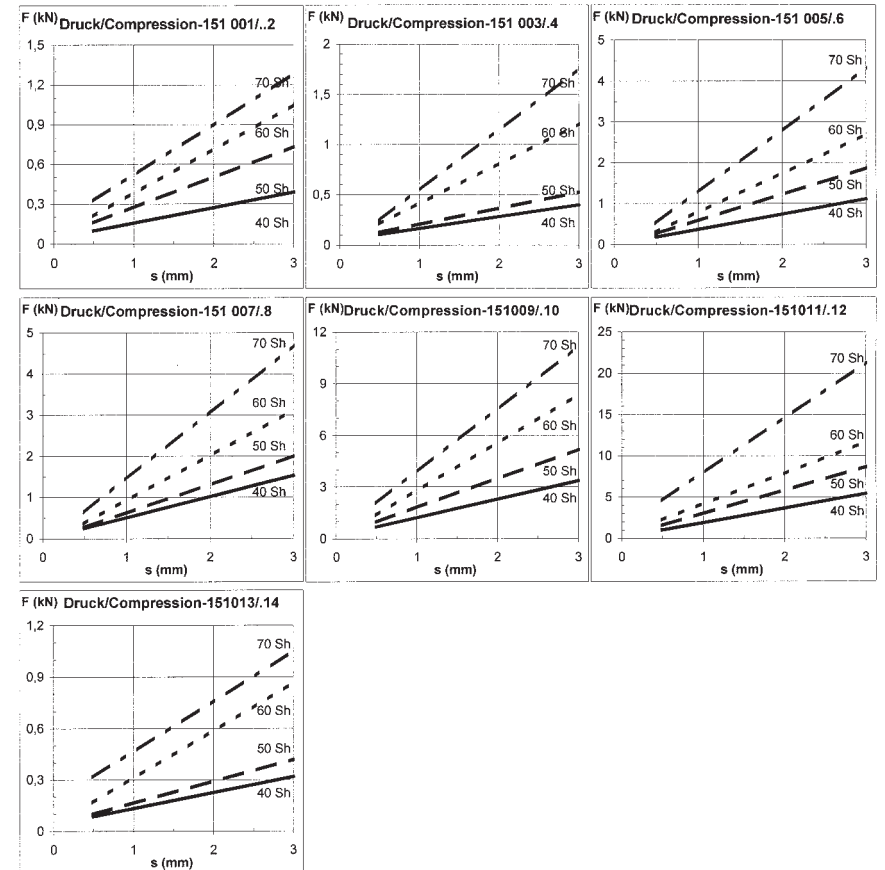 F (kN) Druck/Compression-151 001/..2
1,5
1,2
0,9
0,6
0,3
0
70 Sh
60 Sh
50 Sh
40 Sh
0 1 2 3
s (mm)
F (kN) Druck/Compression-151 003/.4
2
1,5
1
0,5
0
70 Sh
60 Sh
50 Sh
40 Sh
0 1 2 3
s (mm)
F (kN) Druck/Compression-151 005/.6
5
4
3
2
1
0
70 Sh
60 Sh
50 Sh
40 Sh
0 1 2 3
s (mm)
F (kN) Druck/Compression-151 007/.8
5
4
3
2
1
0
70 Sh
60 Sh
50 Sh
40 Sh
0 1 2 3
s (mm)
F (kN) Druck/Compression-151009/.10
12
9
6
3
0
70 Sh
60 Sh
50 Sh
40 Sh
0 1 2 3
s (mm)
F (kN) Druck/Compression-151011/.12
25
20
15
10
5
0
70 Sh
60 Sh
50 Sh
40 Sh
0 1 2 3
s (mm)
F (kN) Druck/Compression-151013/.14
1,2
0,9
0,6
0,3
0
70 Sh
60 Sh
50 Sh
40 Sh
0 1 2 3
s (mm)